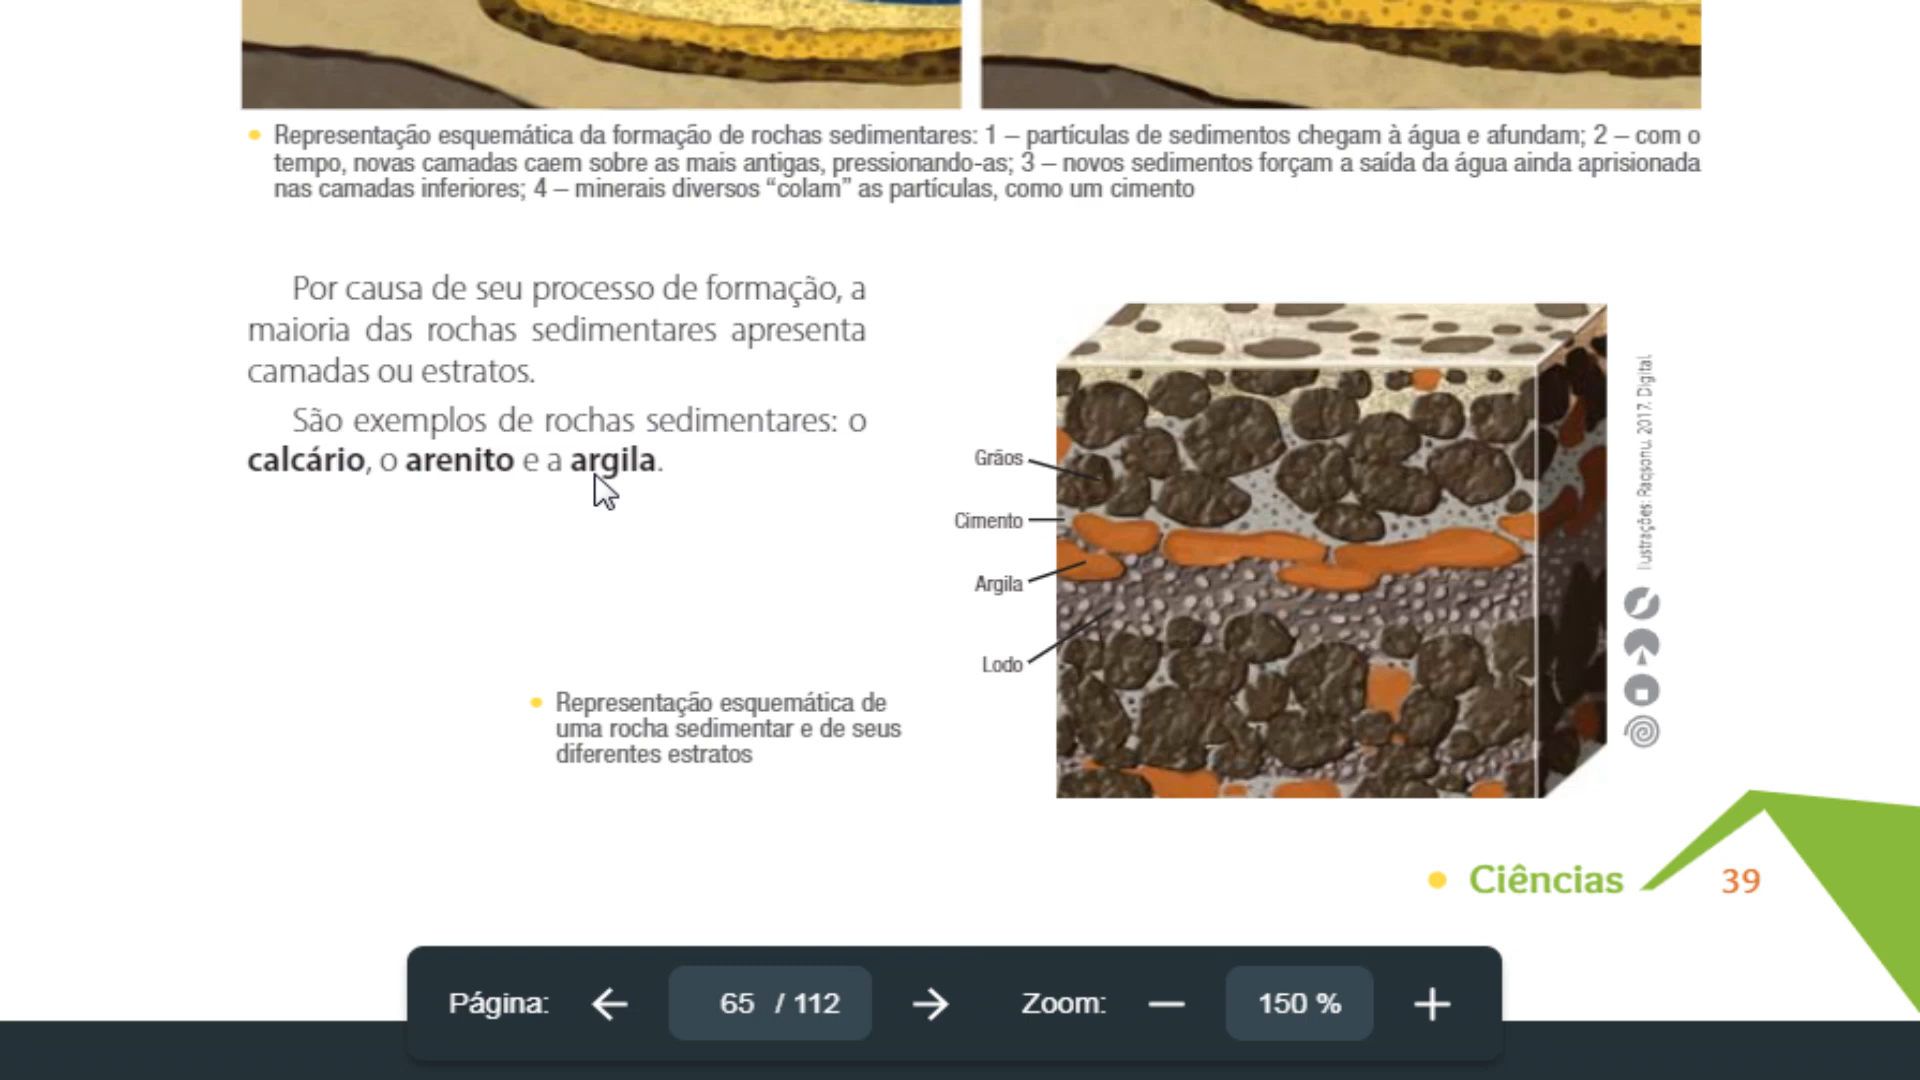 Representação esquemática da formação de rochas sedimentares: 1 – partículas de sedimentos chegam à água e afundam; 2 – com o
tempo, novas camadas caem sobre as mais antigas, pressionando-as; 3 – novos sedimentos forçam a saída da água ainda aprisionada
nas camadas inferiores; 4 – minerais diversos “colam” as partículas, como um cimento
Por causa de seu processo de formação, a
maioria das rochas sedimentares apresenta
camadas ou estratos.
São exemplos de rochas sedimentares: o
calcário, o arenito e a argila.
Grãos
Cimento
Argila
Lodo
Ilustrações: Raqsonu. 2017. Digital.
Representação esquemática de
uma rocha sedimentar e de seus
diferentes estratos
Ciências 39
Página: 65 / 112 Zoom: 150 %